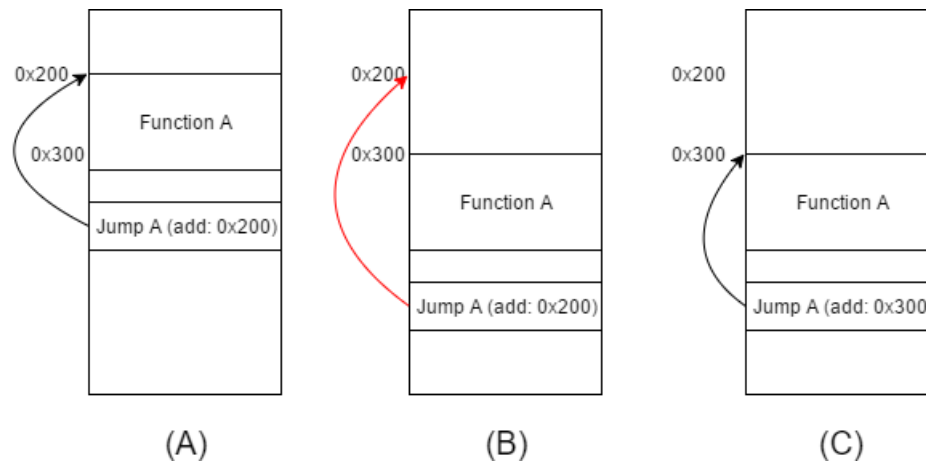 0x200
Function A
0x300
Jump A (add: 0x200)
(A)
0x200
0x300
Function A
Jump A (add: 0x200)
(B)
0x200
0x300
Function A
Jump A (add: 0x300)
(C)